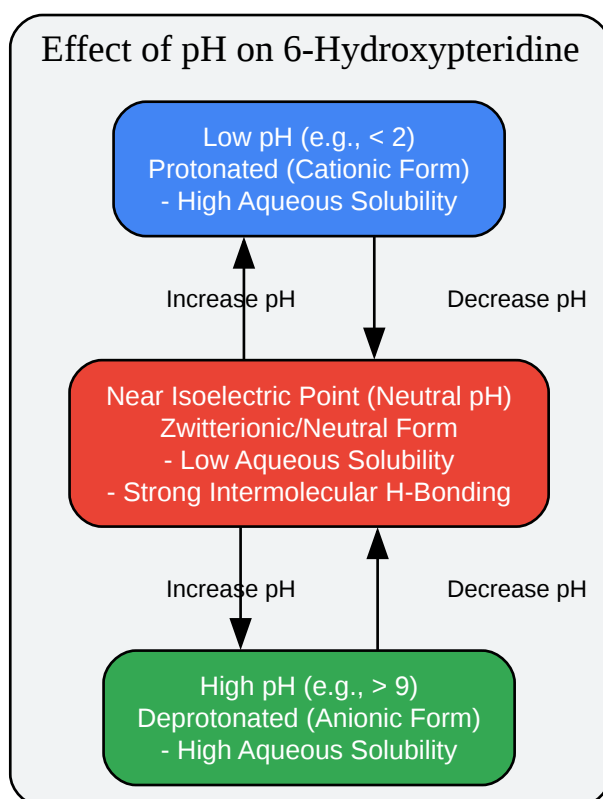 Effect of pH on 6-Hydroxypteridine
Low pH (e.g., < 2)
Protonated (Cationic Form)
- High Aqueous Solubility
Increase pH
Decrease pH
Near Isoelectric Point (Neutral pH)
Zwitterionic/Neutral Form
- Low Aqueous Solubility
- Strong Intermolecular H-Bonding
Increase pH
Decrease pH
High pH (e.g., > 9)
Deprotonated (Anionic Form)
- High Aqueous Solubility